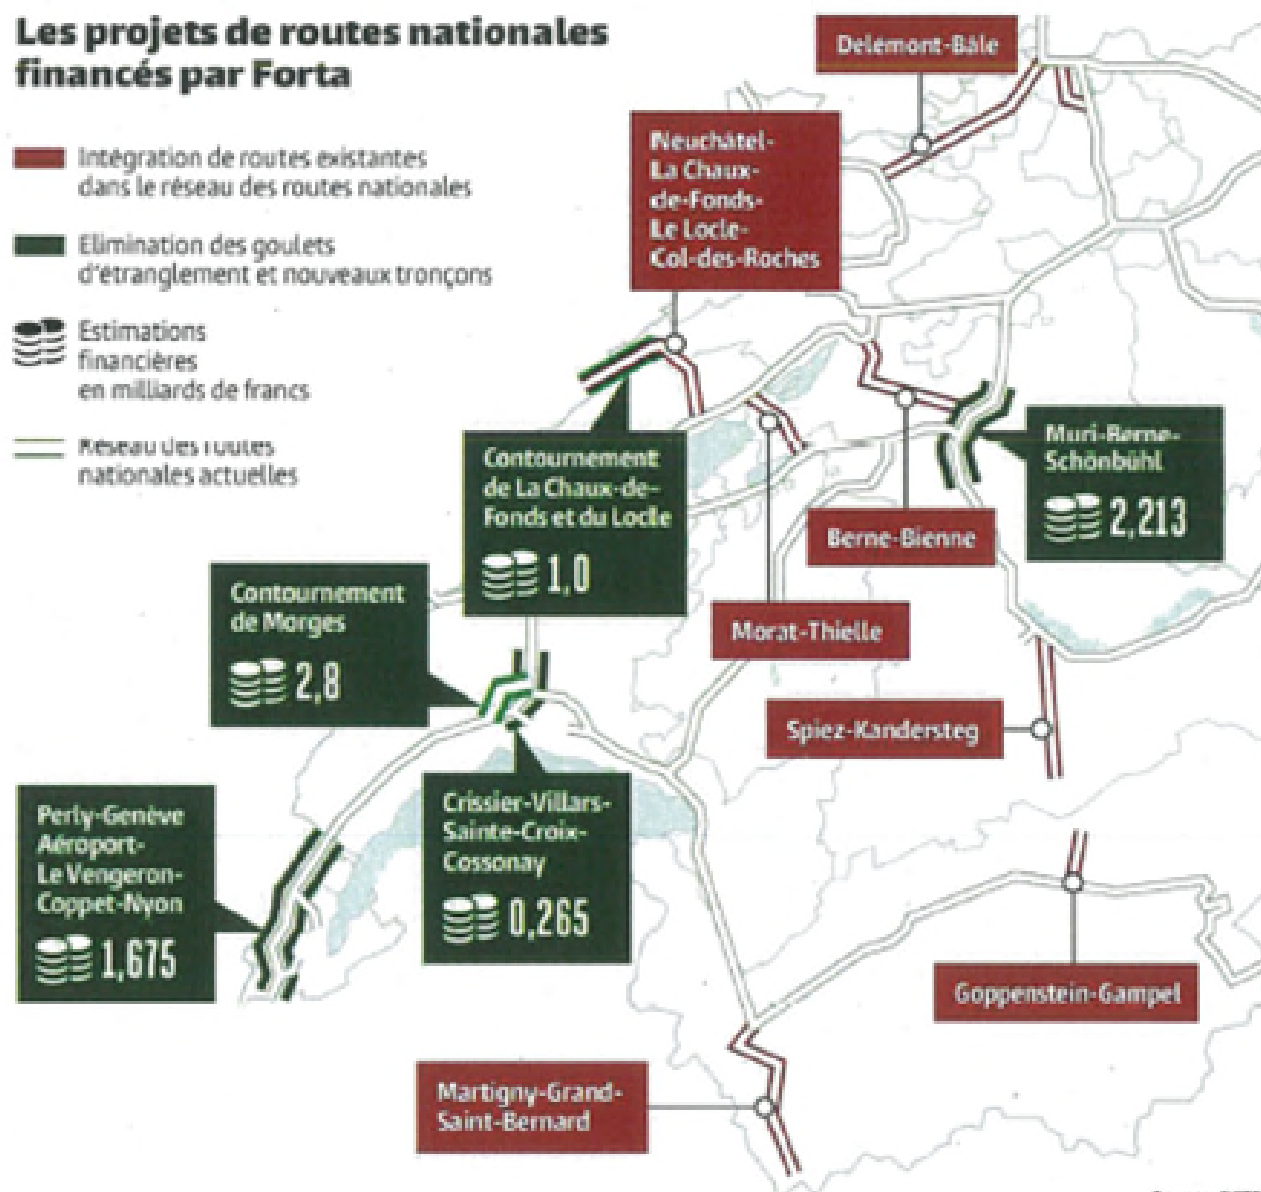 Les projets de routes nationales
financés par Forta
Intégration de routes existantes
dans le réseau des routes nationales
Elimination des goulets
d'étranglement et nouveaux tronçons
Estimations
financières
en milliards de francs
Réseau des routes
nationales actuelles
Delémont-Bâle
Neuchâtel-
La Chaux-
de-Fonds-
Le Locle-
Col-des-Roches
Contournement
de La Chaux-de-
Fonds et du Locle
1,0
Muri-Berne-
Schönbühl
2,213
Berne-Bienne
Morat-Thielle
Contournement
de Morges
2,8
Spiez-Kandersteg
Perly-Genève
Aéroport-
Le Vengeron-
Coppet-Nyon
1,675
Crissier-Villars-
Sainte-Croix-
Cossonay
0,265
Goppenstein-Gampel
Martigny-Grand-
Saint-Bernard